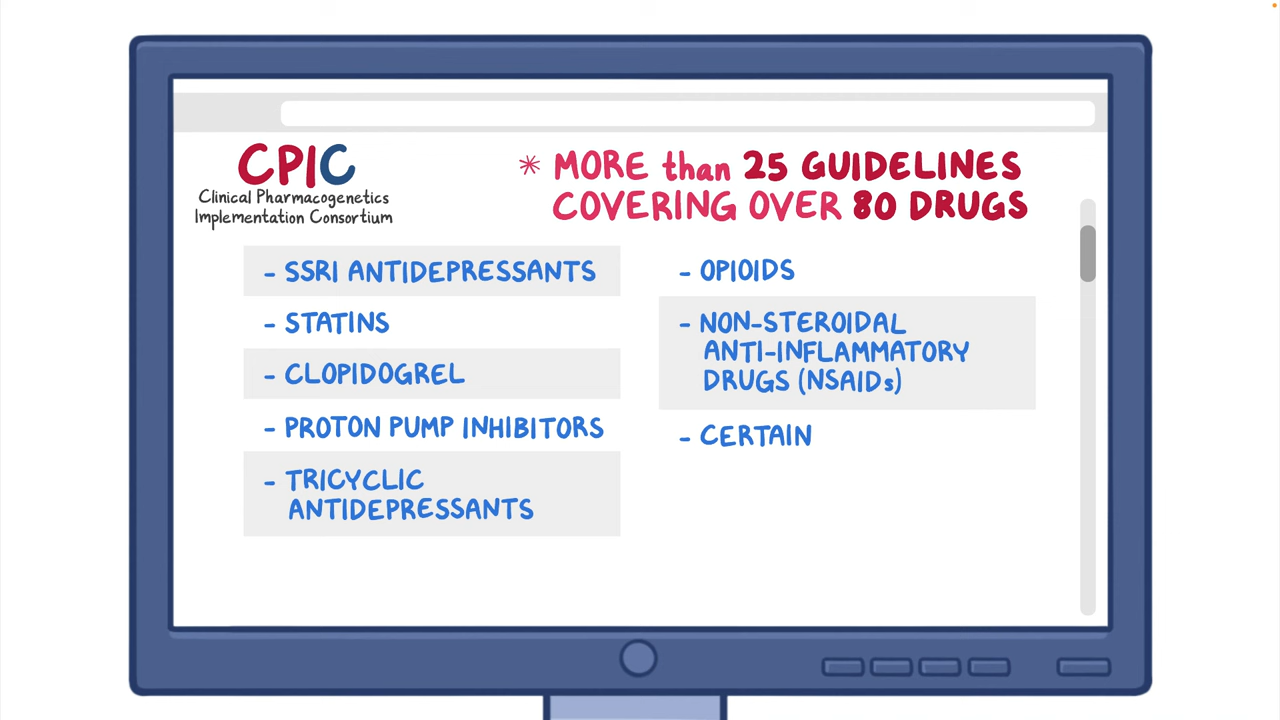 CPIC
Clinical Pharmacogenetics
Implementation Consortium
* MORE than 25 GUIDELINES
COVERING OVER 80 DRUGS
- SSRI ANTIDEPRESSANTS
- STATINS
- CLOPIDOGREL
- PROTON PUMP INHIBITORS
- TRICYCLIC
ANTIDEPRESSANTS
- OPIOIDS
- NON-STEROIDAL
ANTI-INFLAMMATORY
DRUGS (NSAIDs)
- CERTAIN